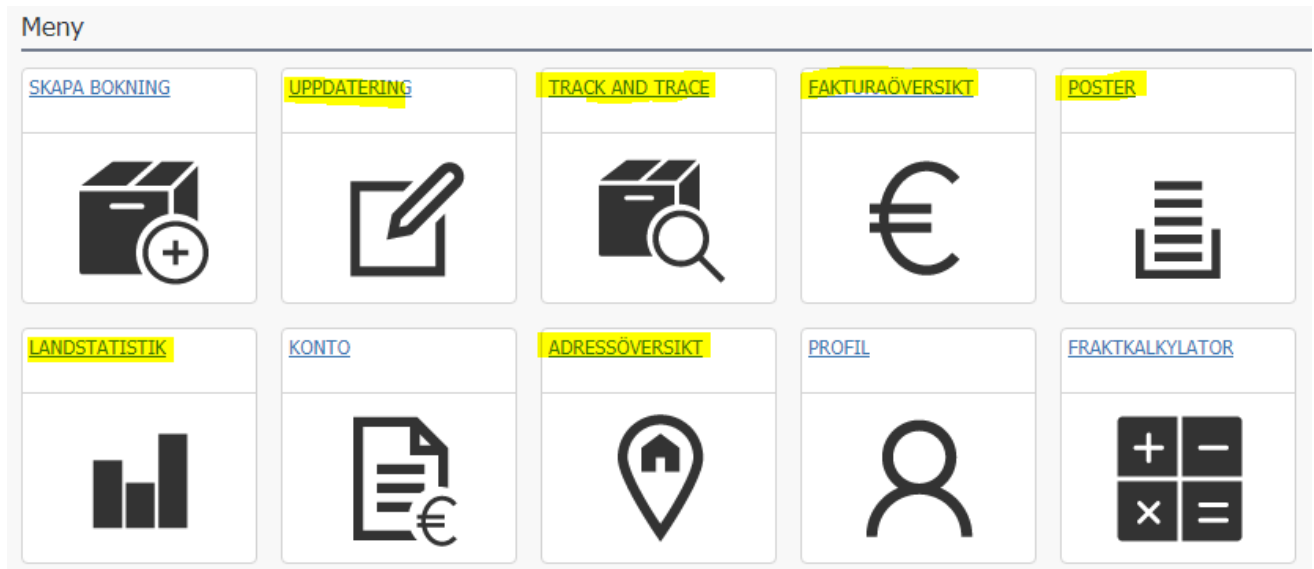 Meny
SKAPA BOKNING
UPPDATERING
TRACK AND TRACE
FAKTURAÖVERSIKT
POSTER
LANDSTATISTIK
KONTO
ADRESSÖVERSIKT
PROFIL
FRAKTKALKYLATOR